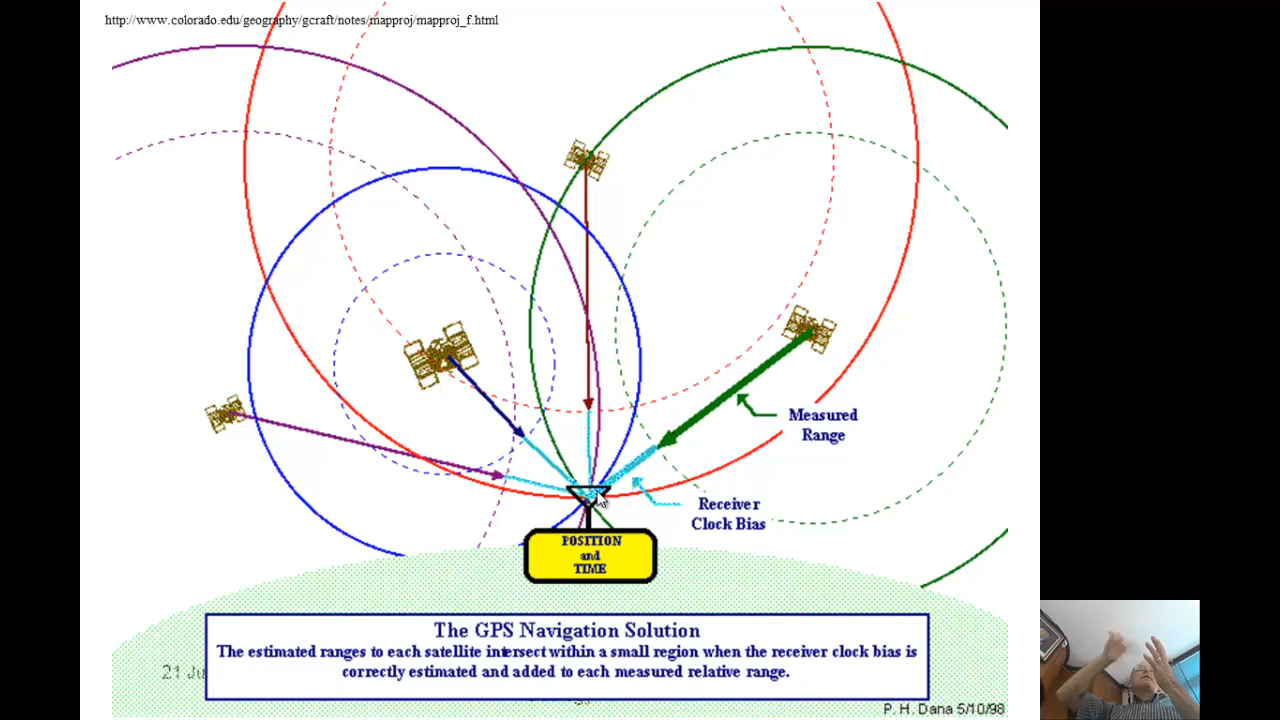 http://www.colorado.edu/geography/gcraft/notes/mapproj/mapproj_f.html
Measured
Range
Receiver
Clock Bias
POSITION
and
TIME
The GPS Navigation Solution
The estimated ranges to each satellite intersect within a small region when the receiver clock bias is
correctly estimated and added to each measured relative range.
21 Ju
P. H. Dana 5/10/98